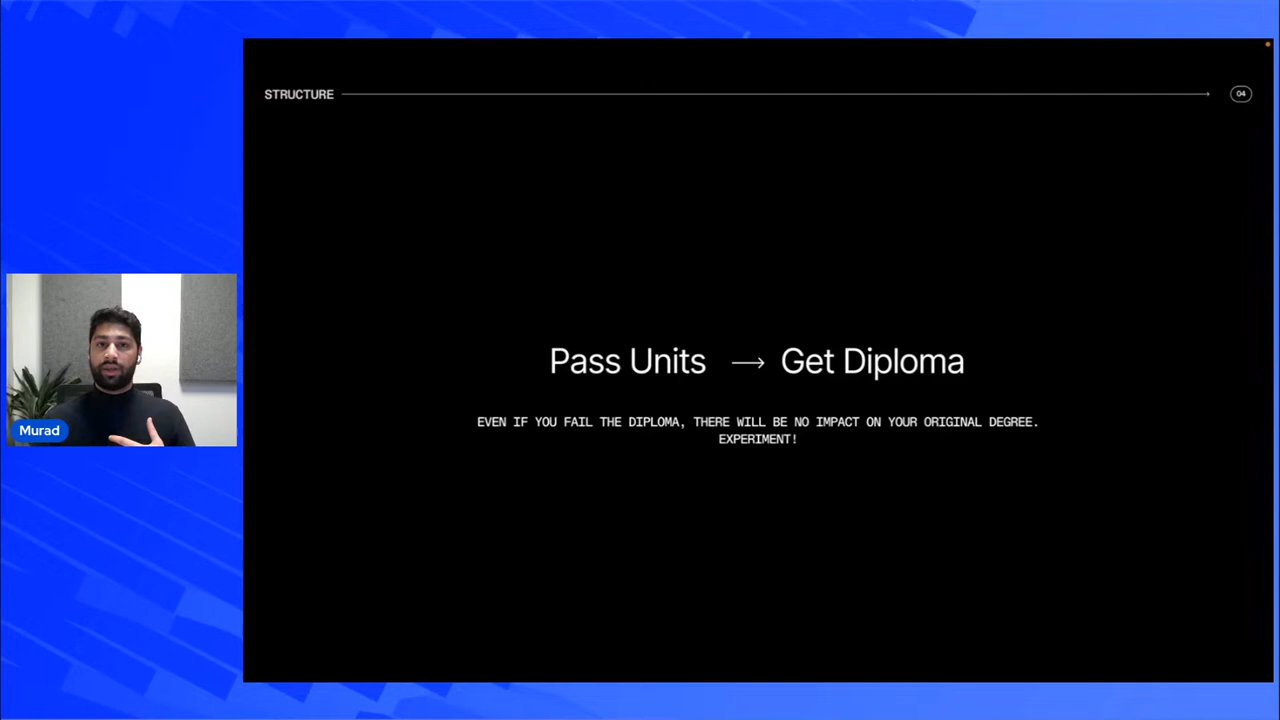 STRUCTURE
04
Pass Units → Get Diploma
EVEN IF YOU FAIL THE DIPLOMA, THERE WILL BE NO IMPACT ON YOUR ORIGINAL DEGREE.
EXPERIMENT!
Murad